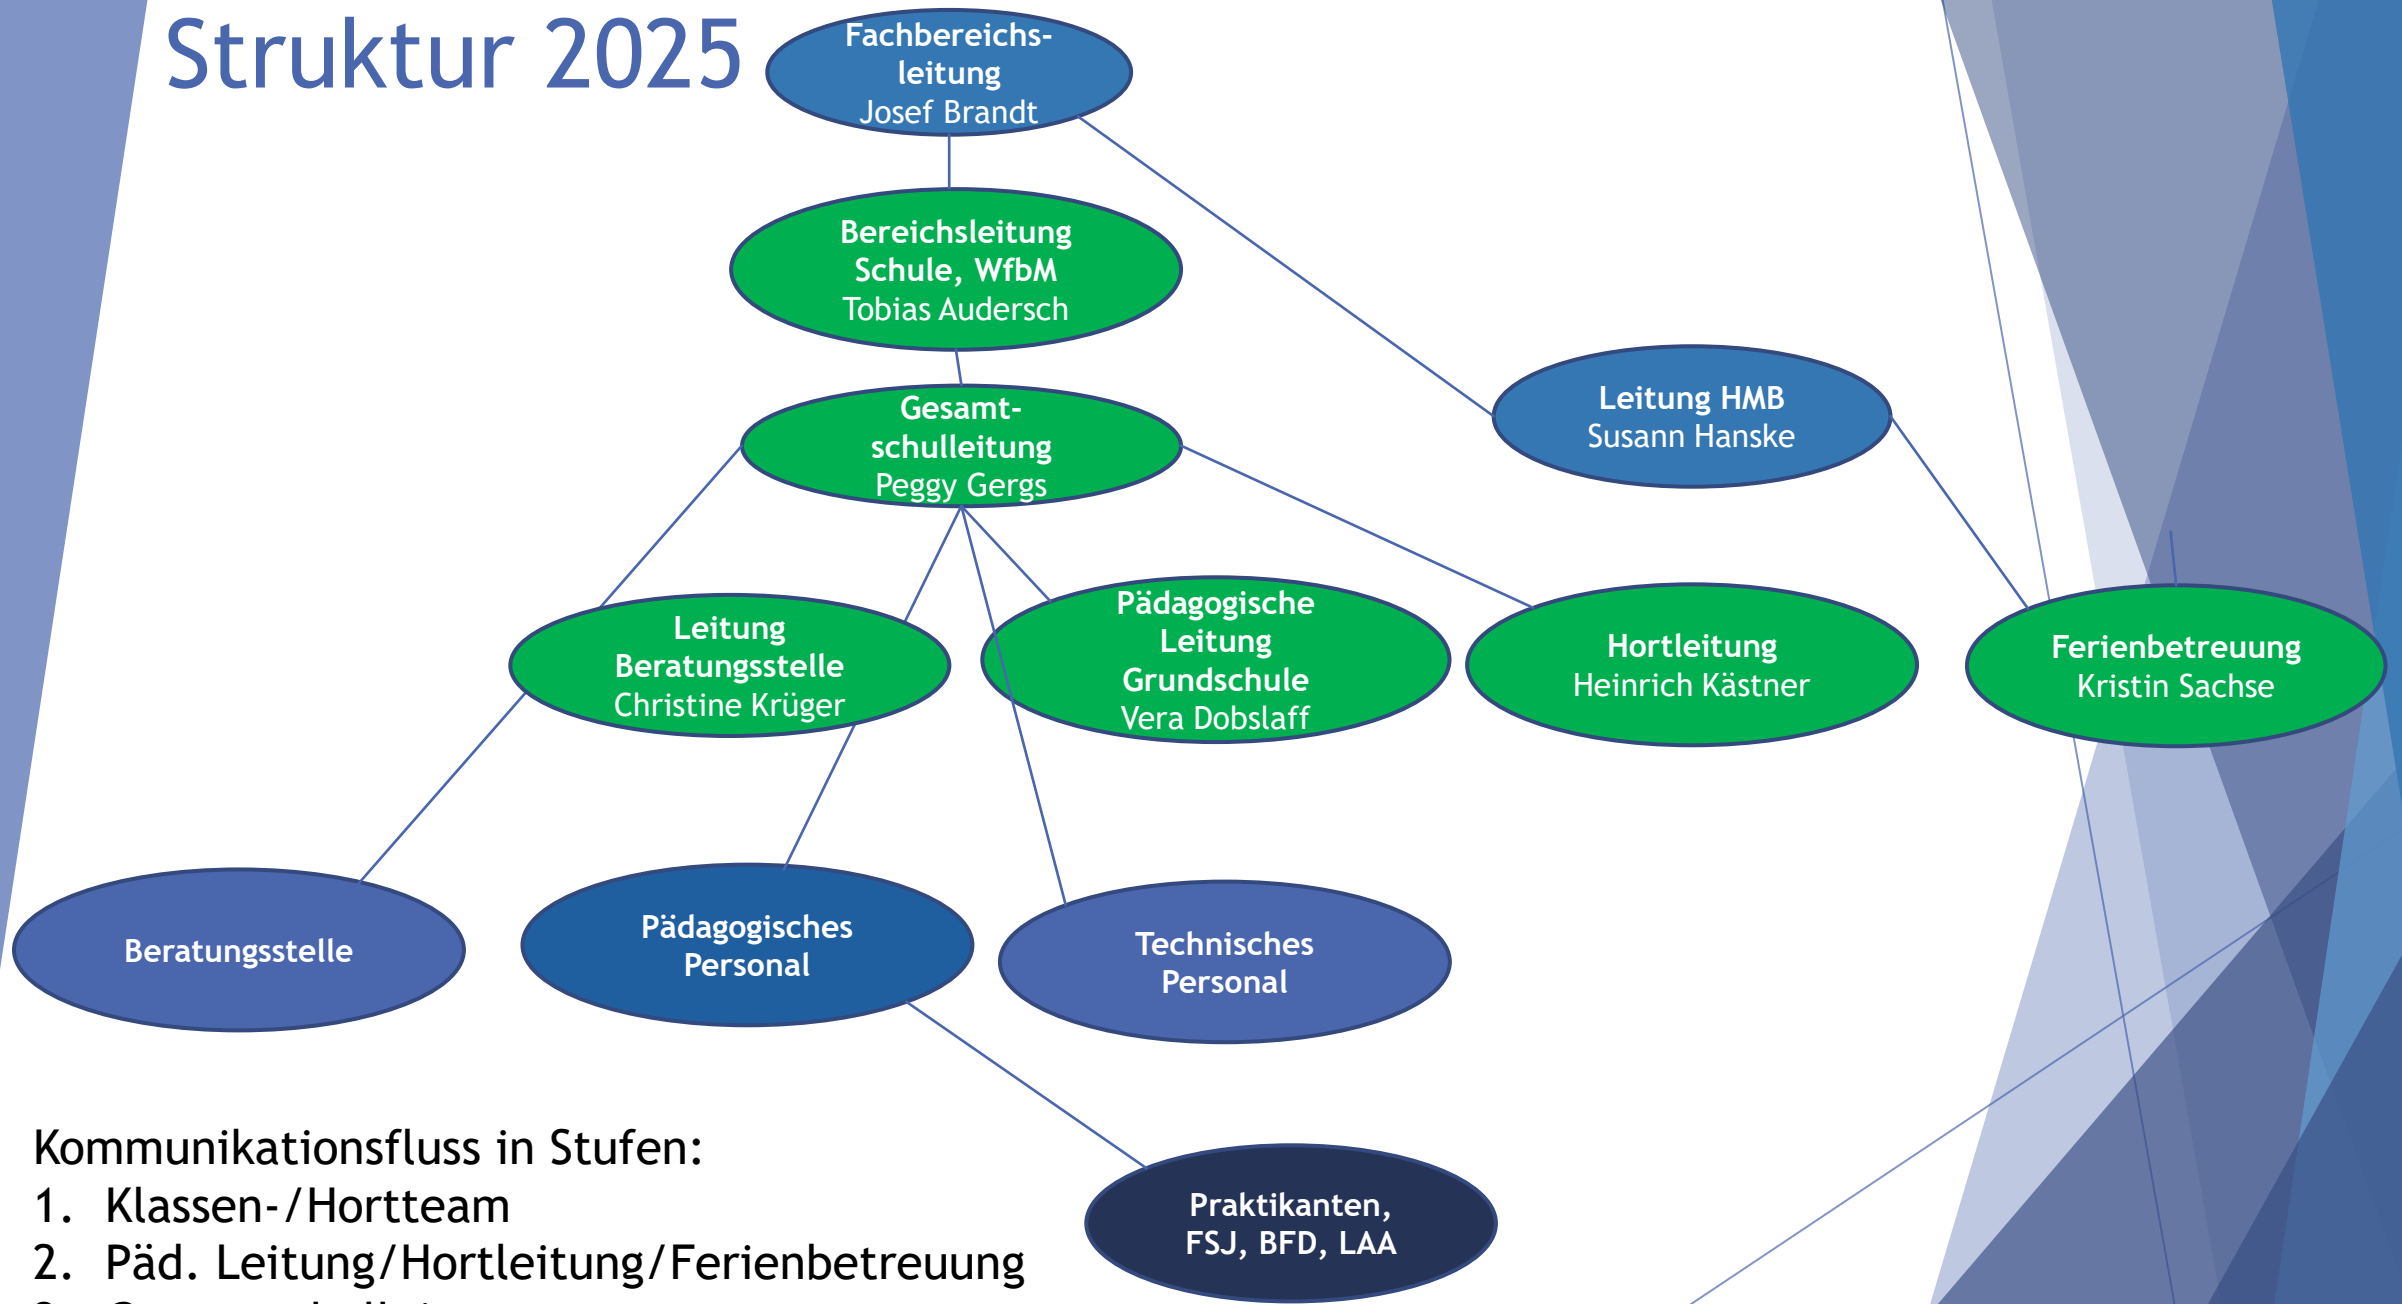 Struktur 2025
Fachbereichs-
leitung
Josef Brandt
Bereichsleitung
Schule, WfbM
Tobias Audersch
Gesamt-
schulleitung
Peggy Gergs
Leitung HMB
Susann Hanske
Leitung
Beratungsstelle
Christine Krüger
Pädagogische
Leitung
Grundschule
Vera Dobslaff
Hortleitung
Heinrich Kästner
Ferienbetreuung
Kristin Sachse
Beratungsstelle
Pädagogisches
Personal
Technisches
Personal
Praktikanten,
FSJ, BFD, LAA
Kommunikationsfluss in Stufen:
1. Klassen-/Hortteam
2. Päd. Leitung/Hortleitung/Ferienbetreuung